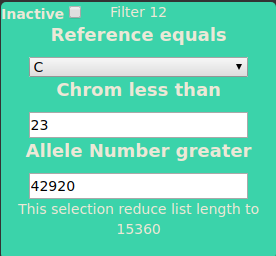 Inactive Filter 12
Reference equals
C
Chrom less than
23
Allele Number greater
42920
This selection reduce list length to
15360